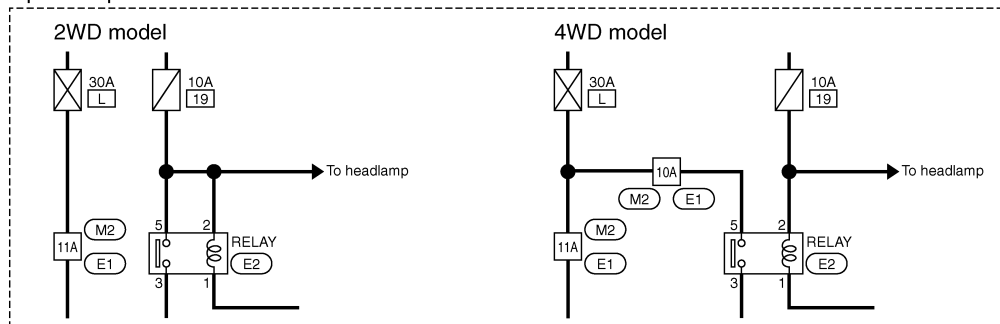 2WD model
30A
L
10A
19
To headlamp
M2
11A
E1
5
2
RELAY
E2
3
1
4WD model
30A
L
10A
19
10A
To headlamp
M2
E1
M2
11A
E1
5
2
RELAY
E2
3
1